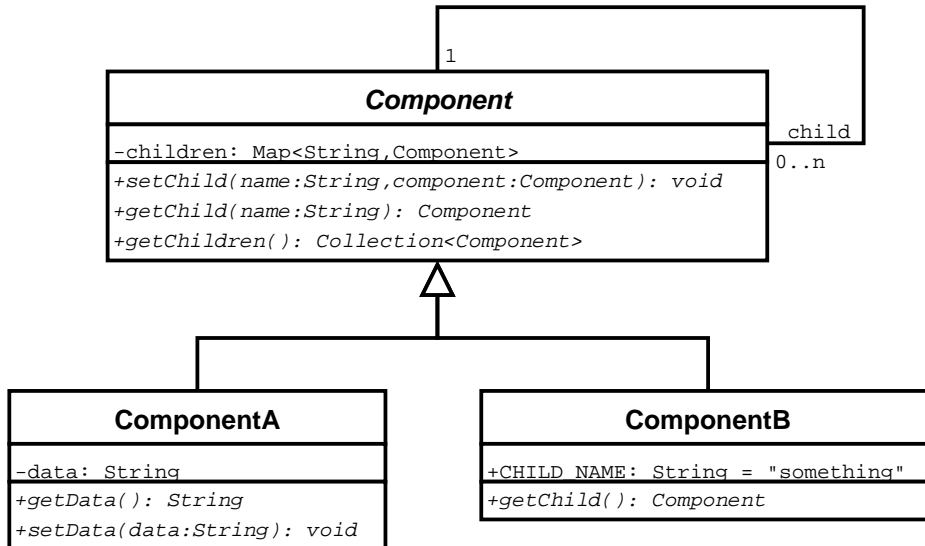 1
Component
child
-children: Map<String,Component>
0..n
+setChild(name:String,component:Component): void
+getChild(name:String): Component
+getChildren(): Collection<Component>
ComponentA
-data: String
+getData(): String
+setData(data:String): void
ComponentB
+CHILD_NAME: String = "something"
+getChild(): Component